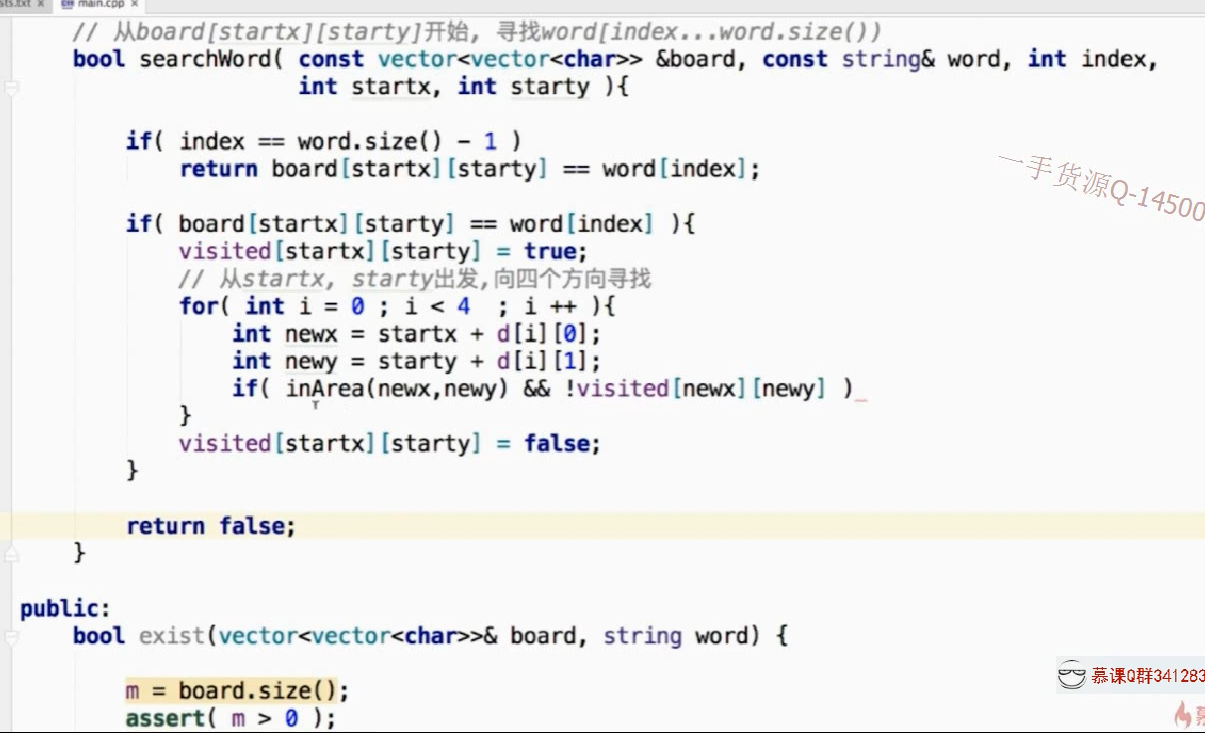 sts.txt × main.cpp ×
// 从board[startx][starty]开始, 寻找word[index...word.size())
bool searchWord( const vector<vector<char>> &board, const string& word, int index,
int startx, int starty ){
if( index == word.size() - 1 )
return board[startx][starty] == word[index];
一手货源Q-14500
if( board[startx][starty] == word[index] ){
visited[startx][starty] = true;
// 从startx, starty出发,向四个方向寻找
for( int i = 0 ; i < 4 ; i ++ ){
int newx = startx + d[i][0];
int newy = starty + d[i][1];
if( inArea(newx,newy) && !visited[newx][newy] )
}
visited[startx][starty] = false;
}
return false;
}
public:
bool exist(vector<vector<char>>& board, string word) {
m = board.size();
慕课Q群341283
assert( m > 0 );